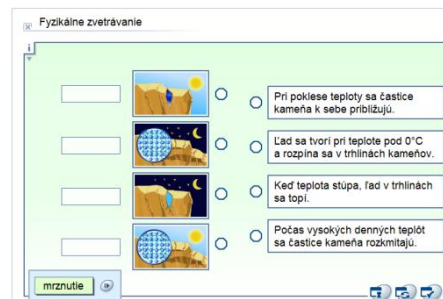 Fyzikálne zvetrávanie
Pri poklese teploty sa častice
kameňa k sebe približujú.
Ľad sa tvorí pri teplote pod 0°C
a rozpína sa v trhlinách kameňov.
Keď teplota stúpa, ľad v trhlinách
sa topí.
Počas vysokých denných teplôt
sa častice kameňa rozkmitajú.
mrznutie